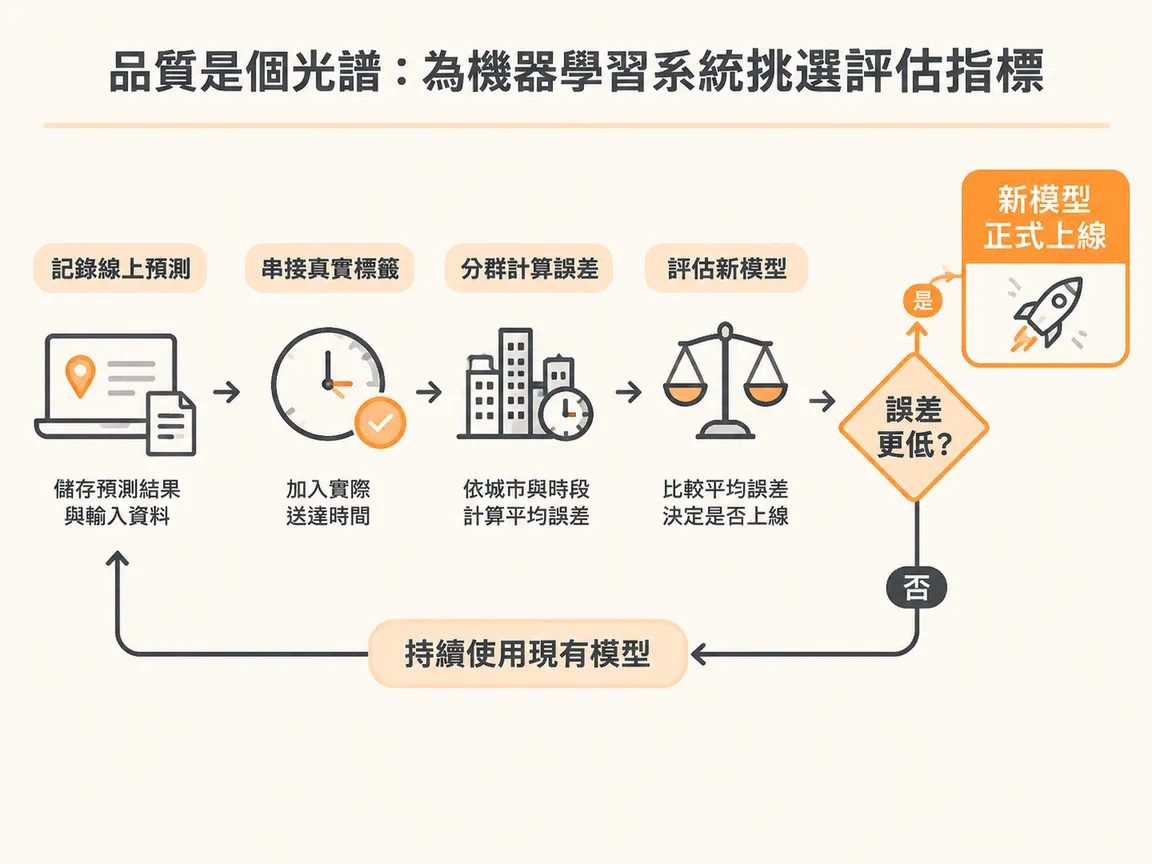 品質是個光譜：為機器學習系統挑選評估指標
記錄線上預測
儲存預測結果
與輸入資料
串接真實標籤
加入實際
送達時間
分群計算誤差
依城市與時段
計算平均誤差
評估新模型
比較平均誤差
決定是否上線
誤差
更低?
是
新模型
正式上線
否
持續使用現有模型